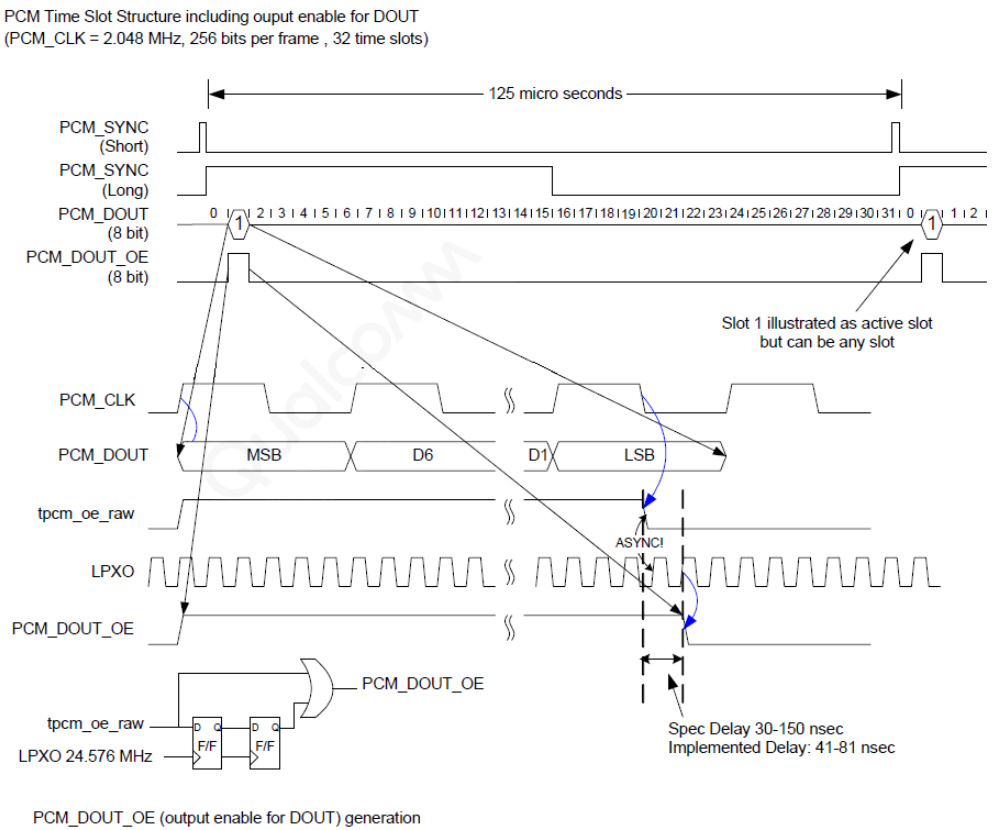 PCM Time Slot Structure including ouput enable for DOUT
(PCM_CLK = 2.048 MHz, 256 bits per frame , 32 time slots)
125 micro seconds
PCM_SYNC
(Short)
PCM_SYNC
(Long)
PCM_DOUT
(8 bit)
0 1 2 3 4 5 6 7 8 9 10 11 12 13 14 15 16 17 18 19 20 21 22 23 24 25 26 27 28 29 30 31 0 1 1 2
PCM_DOUT_OE
(8 bit)
Slot 1 illustrated as active slot
but can be any slot
Qualcomm
PCM_CLK
PCM_DOUT
MSB D6 D1 LSB
tpcm_oe_raw
ASYNC!
LPXO
PCM_DOUT_OE
PCM_DOUT_OE
Spec Delay 30-150 nsec
Implemented Delay: 41-81 nsec
tpcm_oe_raw
D Q D Q
F/F F/F
LPXO 24.576 MHz
PCM_DOUT_OE (output enable for DOUT) generation